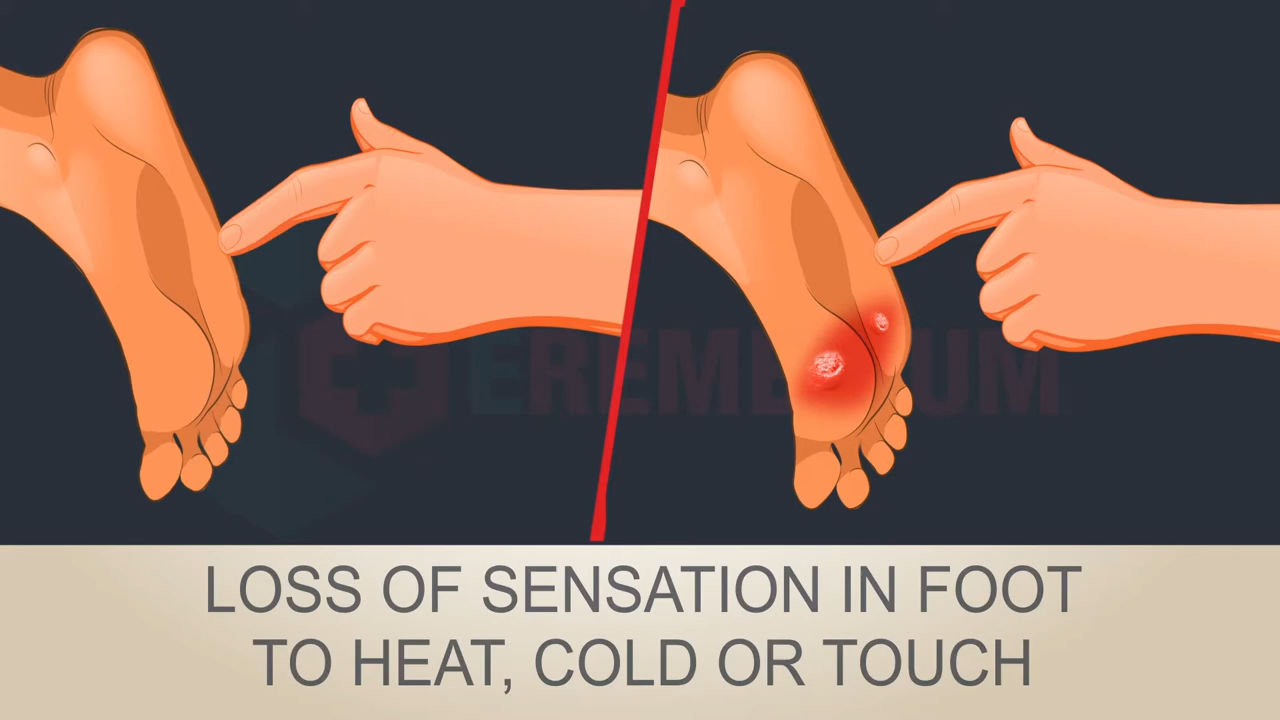 LOSS OF SENSATION IN FOOT
TO HEAT, COLD OR TOUCH